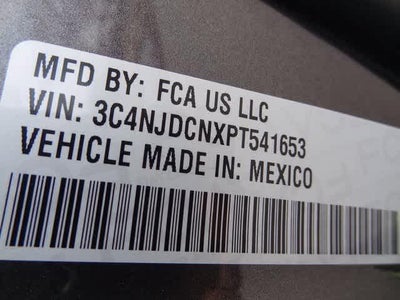 MFD BY: FCA US LLC
VIN: 3C4NJDCNXPT541653
VEHICLE MADE IN: MEXICO